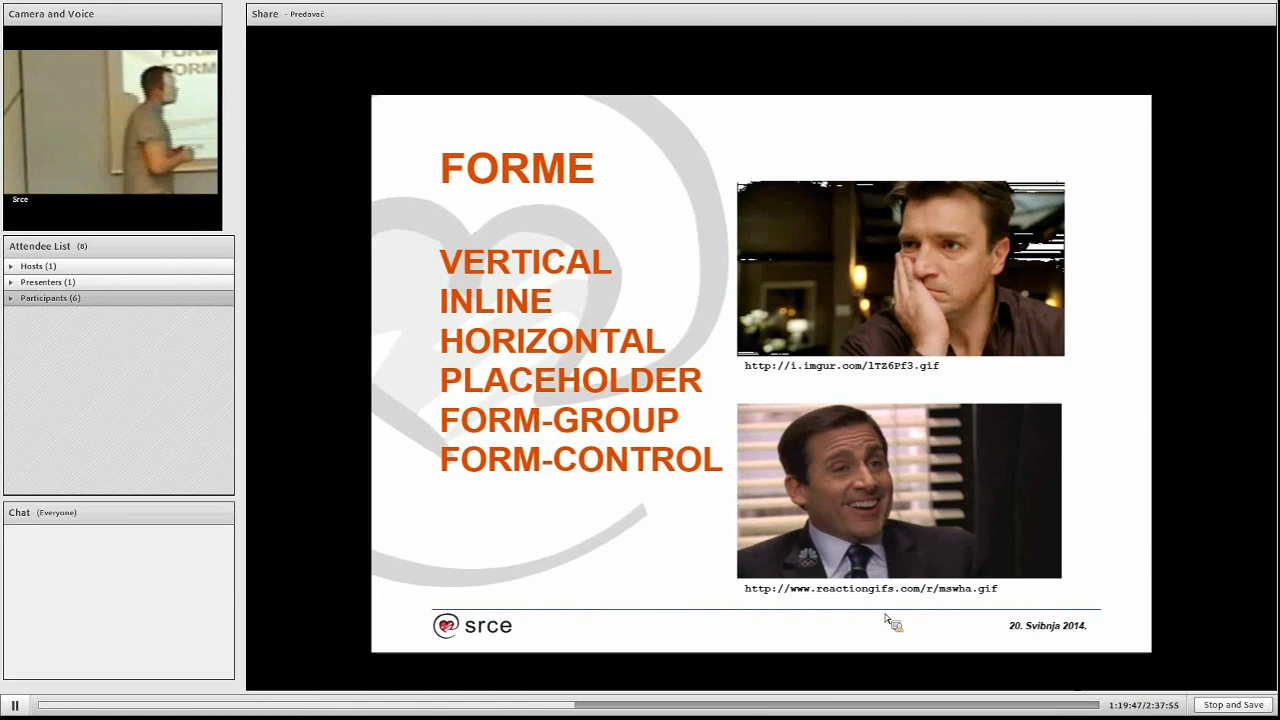 Camera and Voice
Share - Predavač
FORM
Srce
Attendee List (8)
Hosts (1)
Presenters (1)
Participants (6)
Chat (Everyone)
FORME
VERTICAL
INLINE
HORIZONTAL
PLACEHOLDER
FORM-GROUP
FORM-CONTROL
http://i.imgur.com/lTZ6Pf3.gif
NBC
http://www.reactiongifs.com/r/mswha.gif
srce
20. Svibnja 2014.
1:19:47/2:37:55
Stop and Save